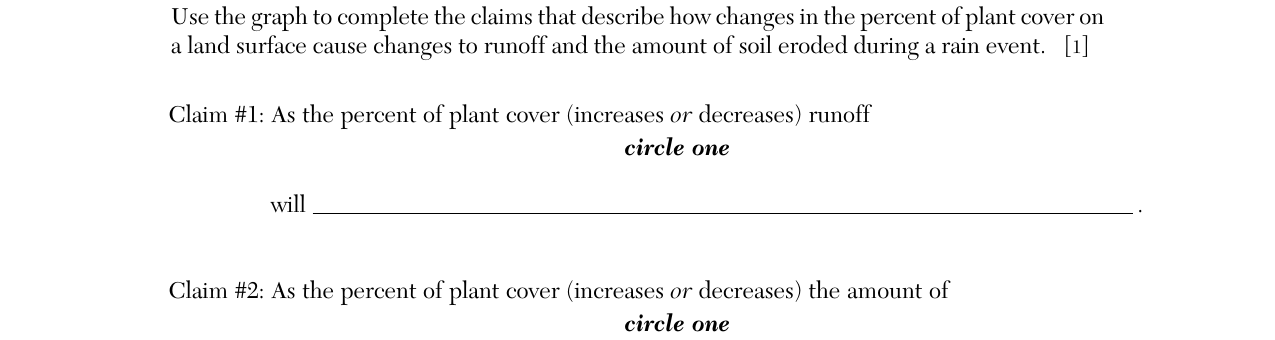 Use the graph to complete the claims that describe how changes in the percent of plant cover on
a land surface cause changes to runoff and the amount of soil eroded during a rain event. [1]
Claim #1: As the percent of plant cover (increases or decreases) runoff
circle one
will ______________________________ .
Claim #2: As the percent of plant cover (increases or decreases) the amount of
circle one